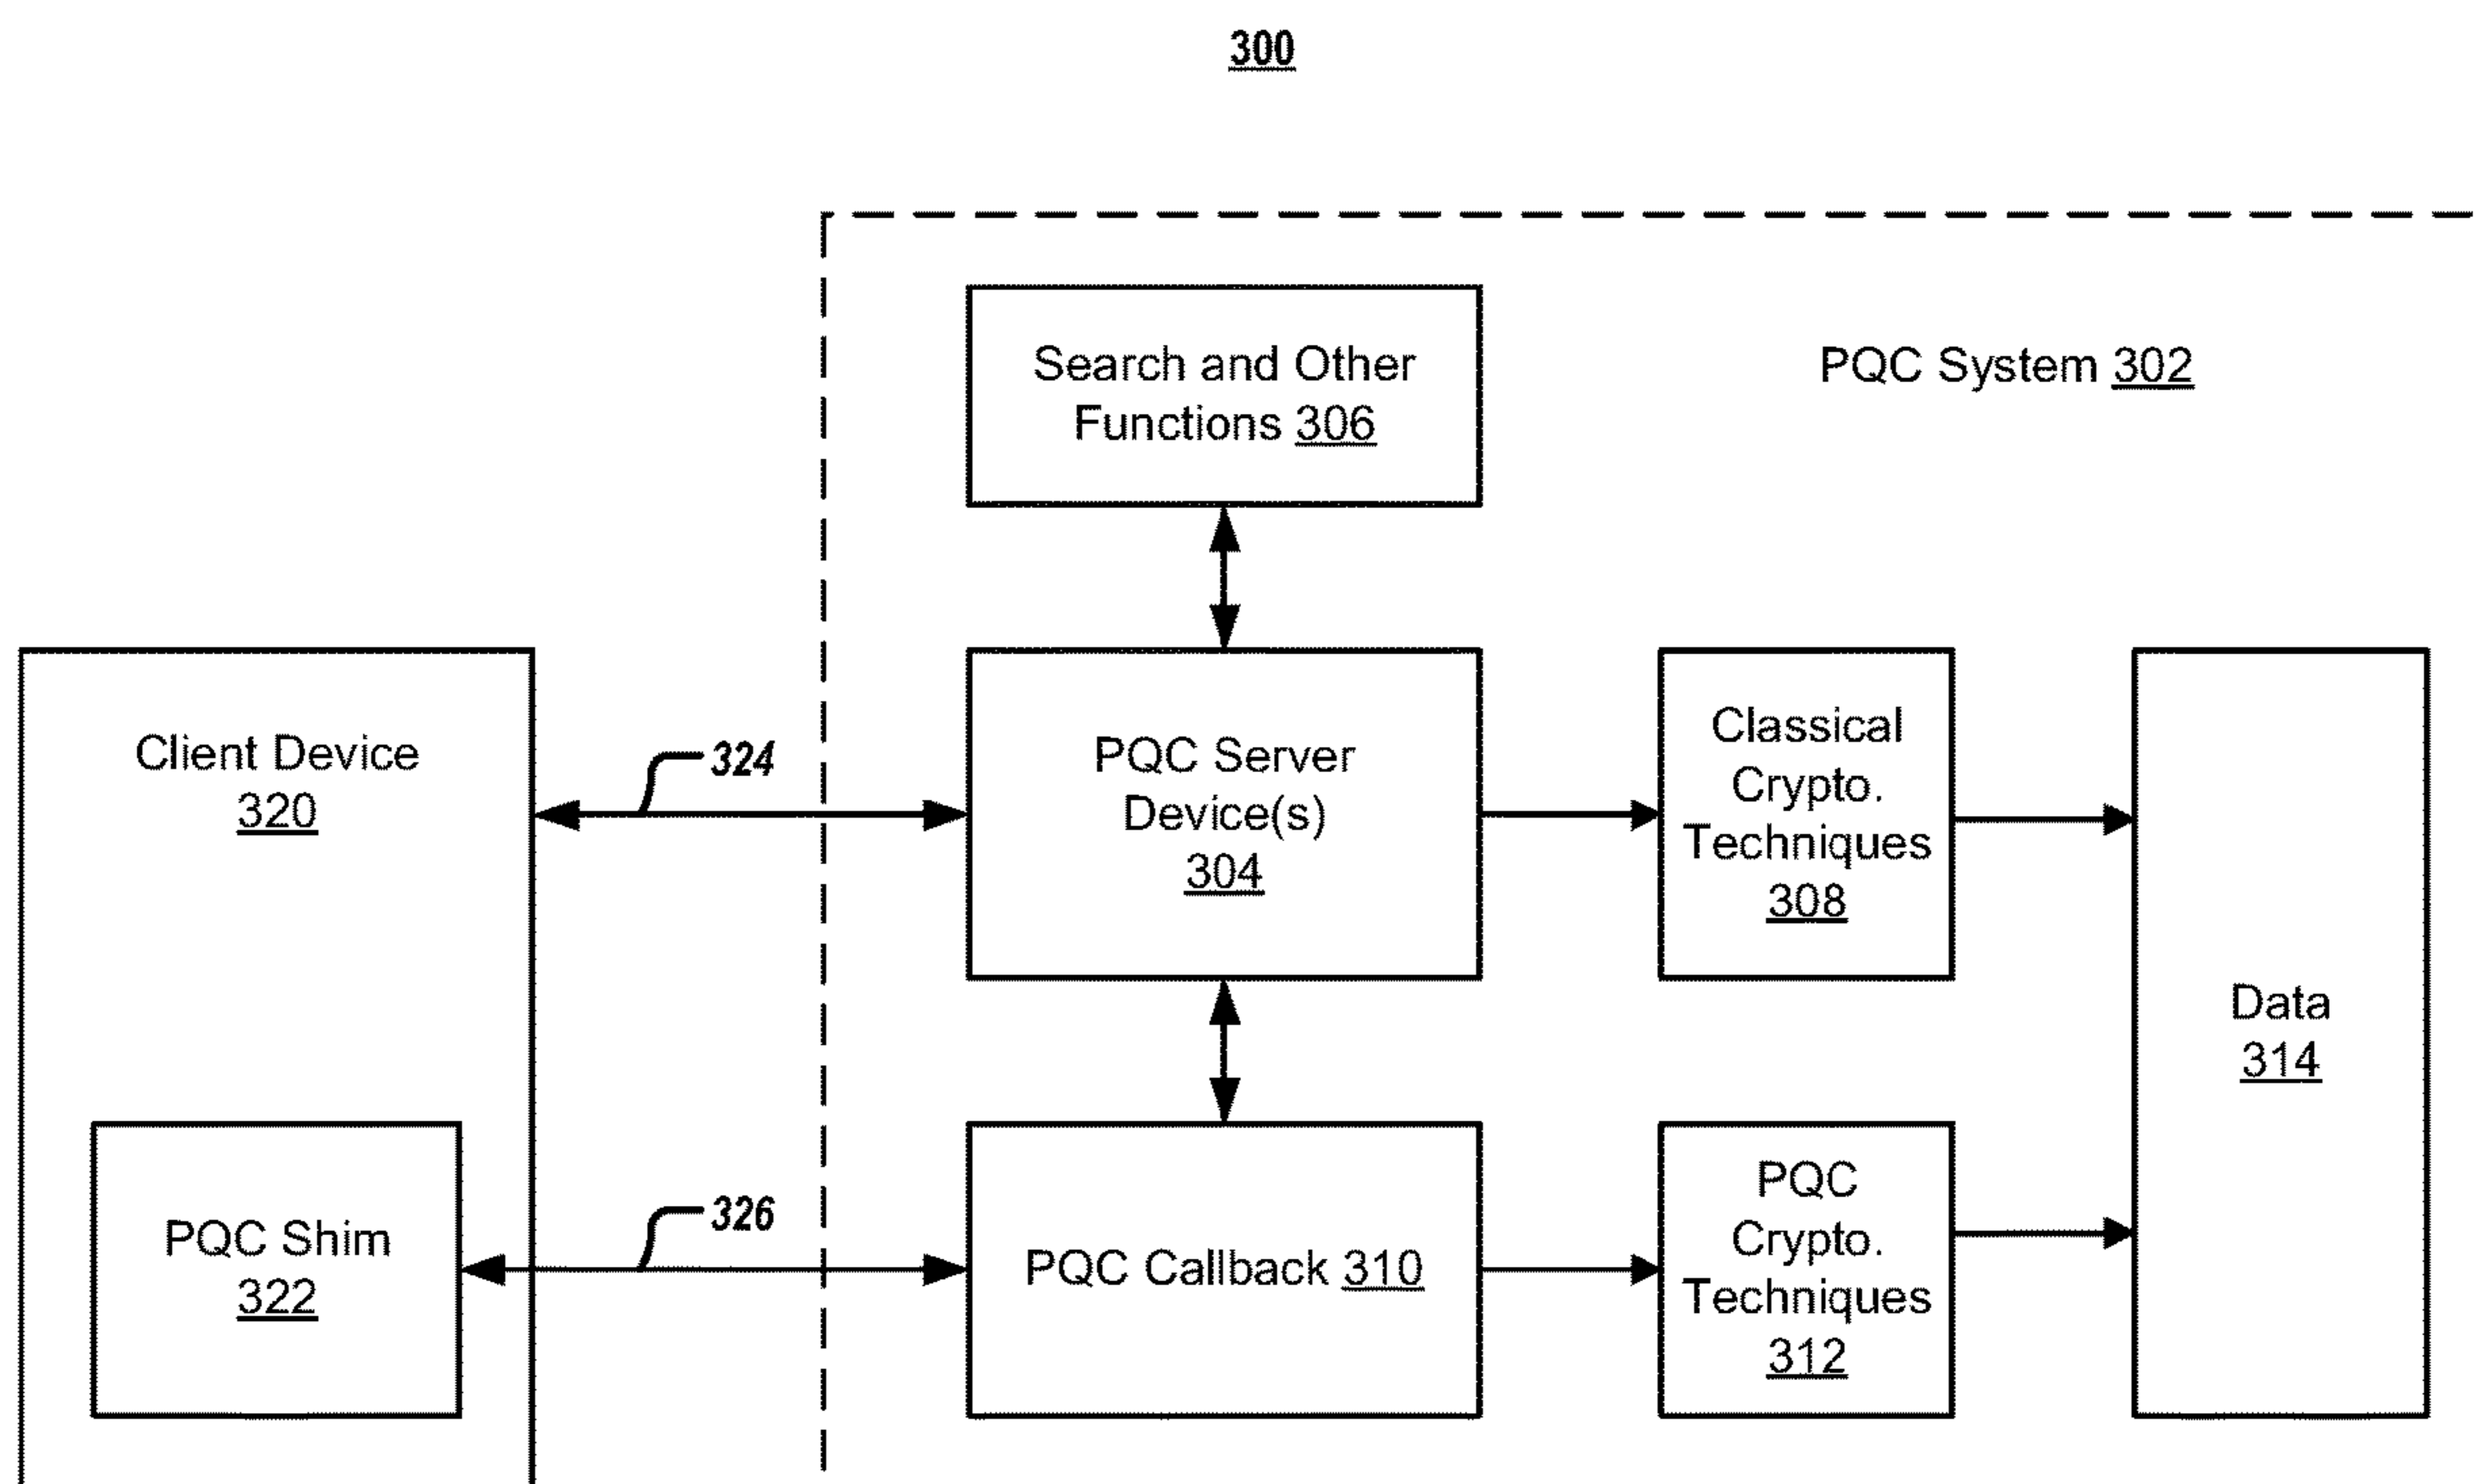 300
Search and Other
Functions 306
PQC System 302
Client Device
320
324
PQC Server
Device(s)
304
Classical
Crypto.
Techniques
308
Data
314
PQC Shim
322
326
PQC Callback 310
PQC
Crypto.
Techniques
312